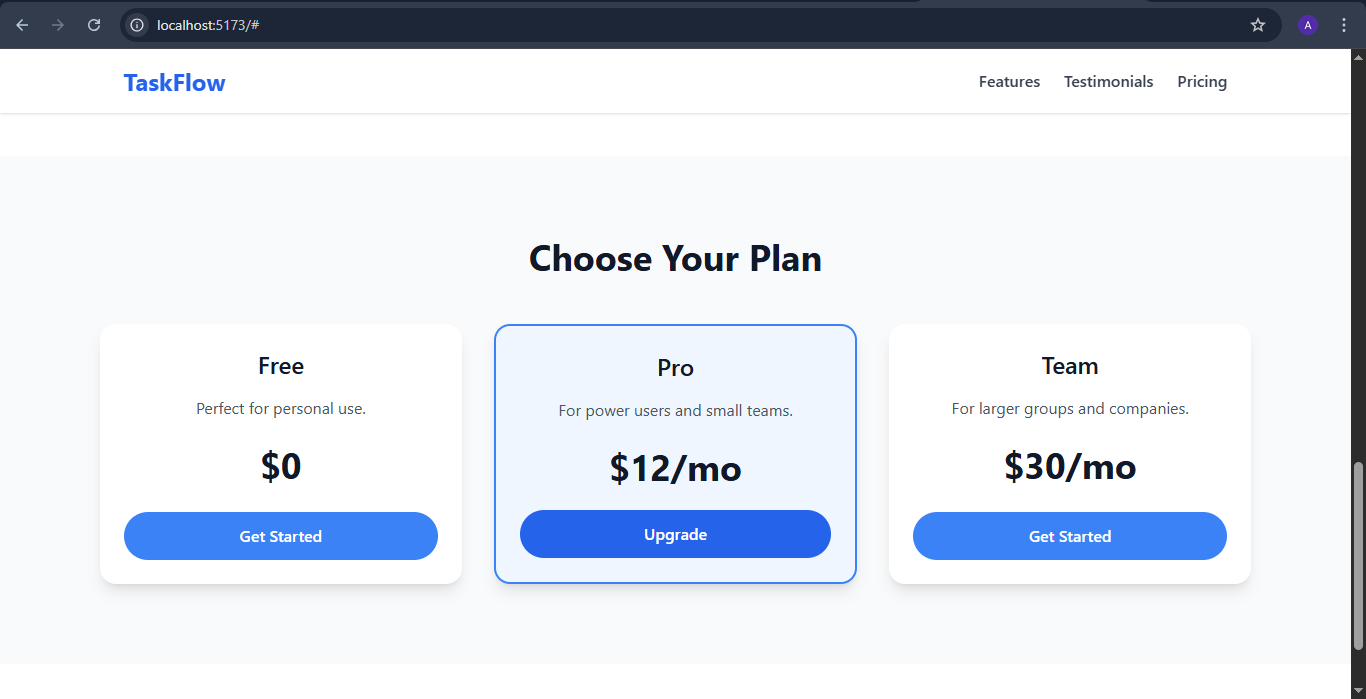 localhost:5173/#
A
TaskFlow
Features Testimonials Pricing
Choose Your Plan
Free
Perfect for personal use.
$0
Get Started
Pro
For power users and small teams.
$12/mo
Upgrade
Team
For larger groups and companies.
$30/mo
Get Started